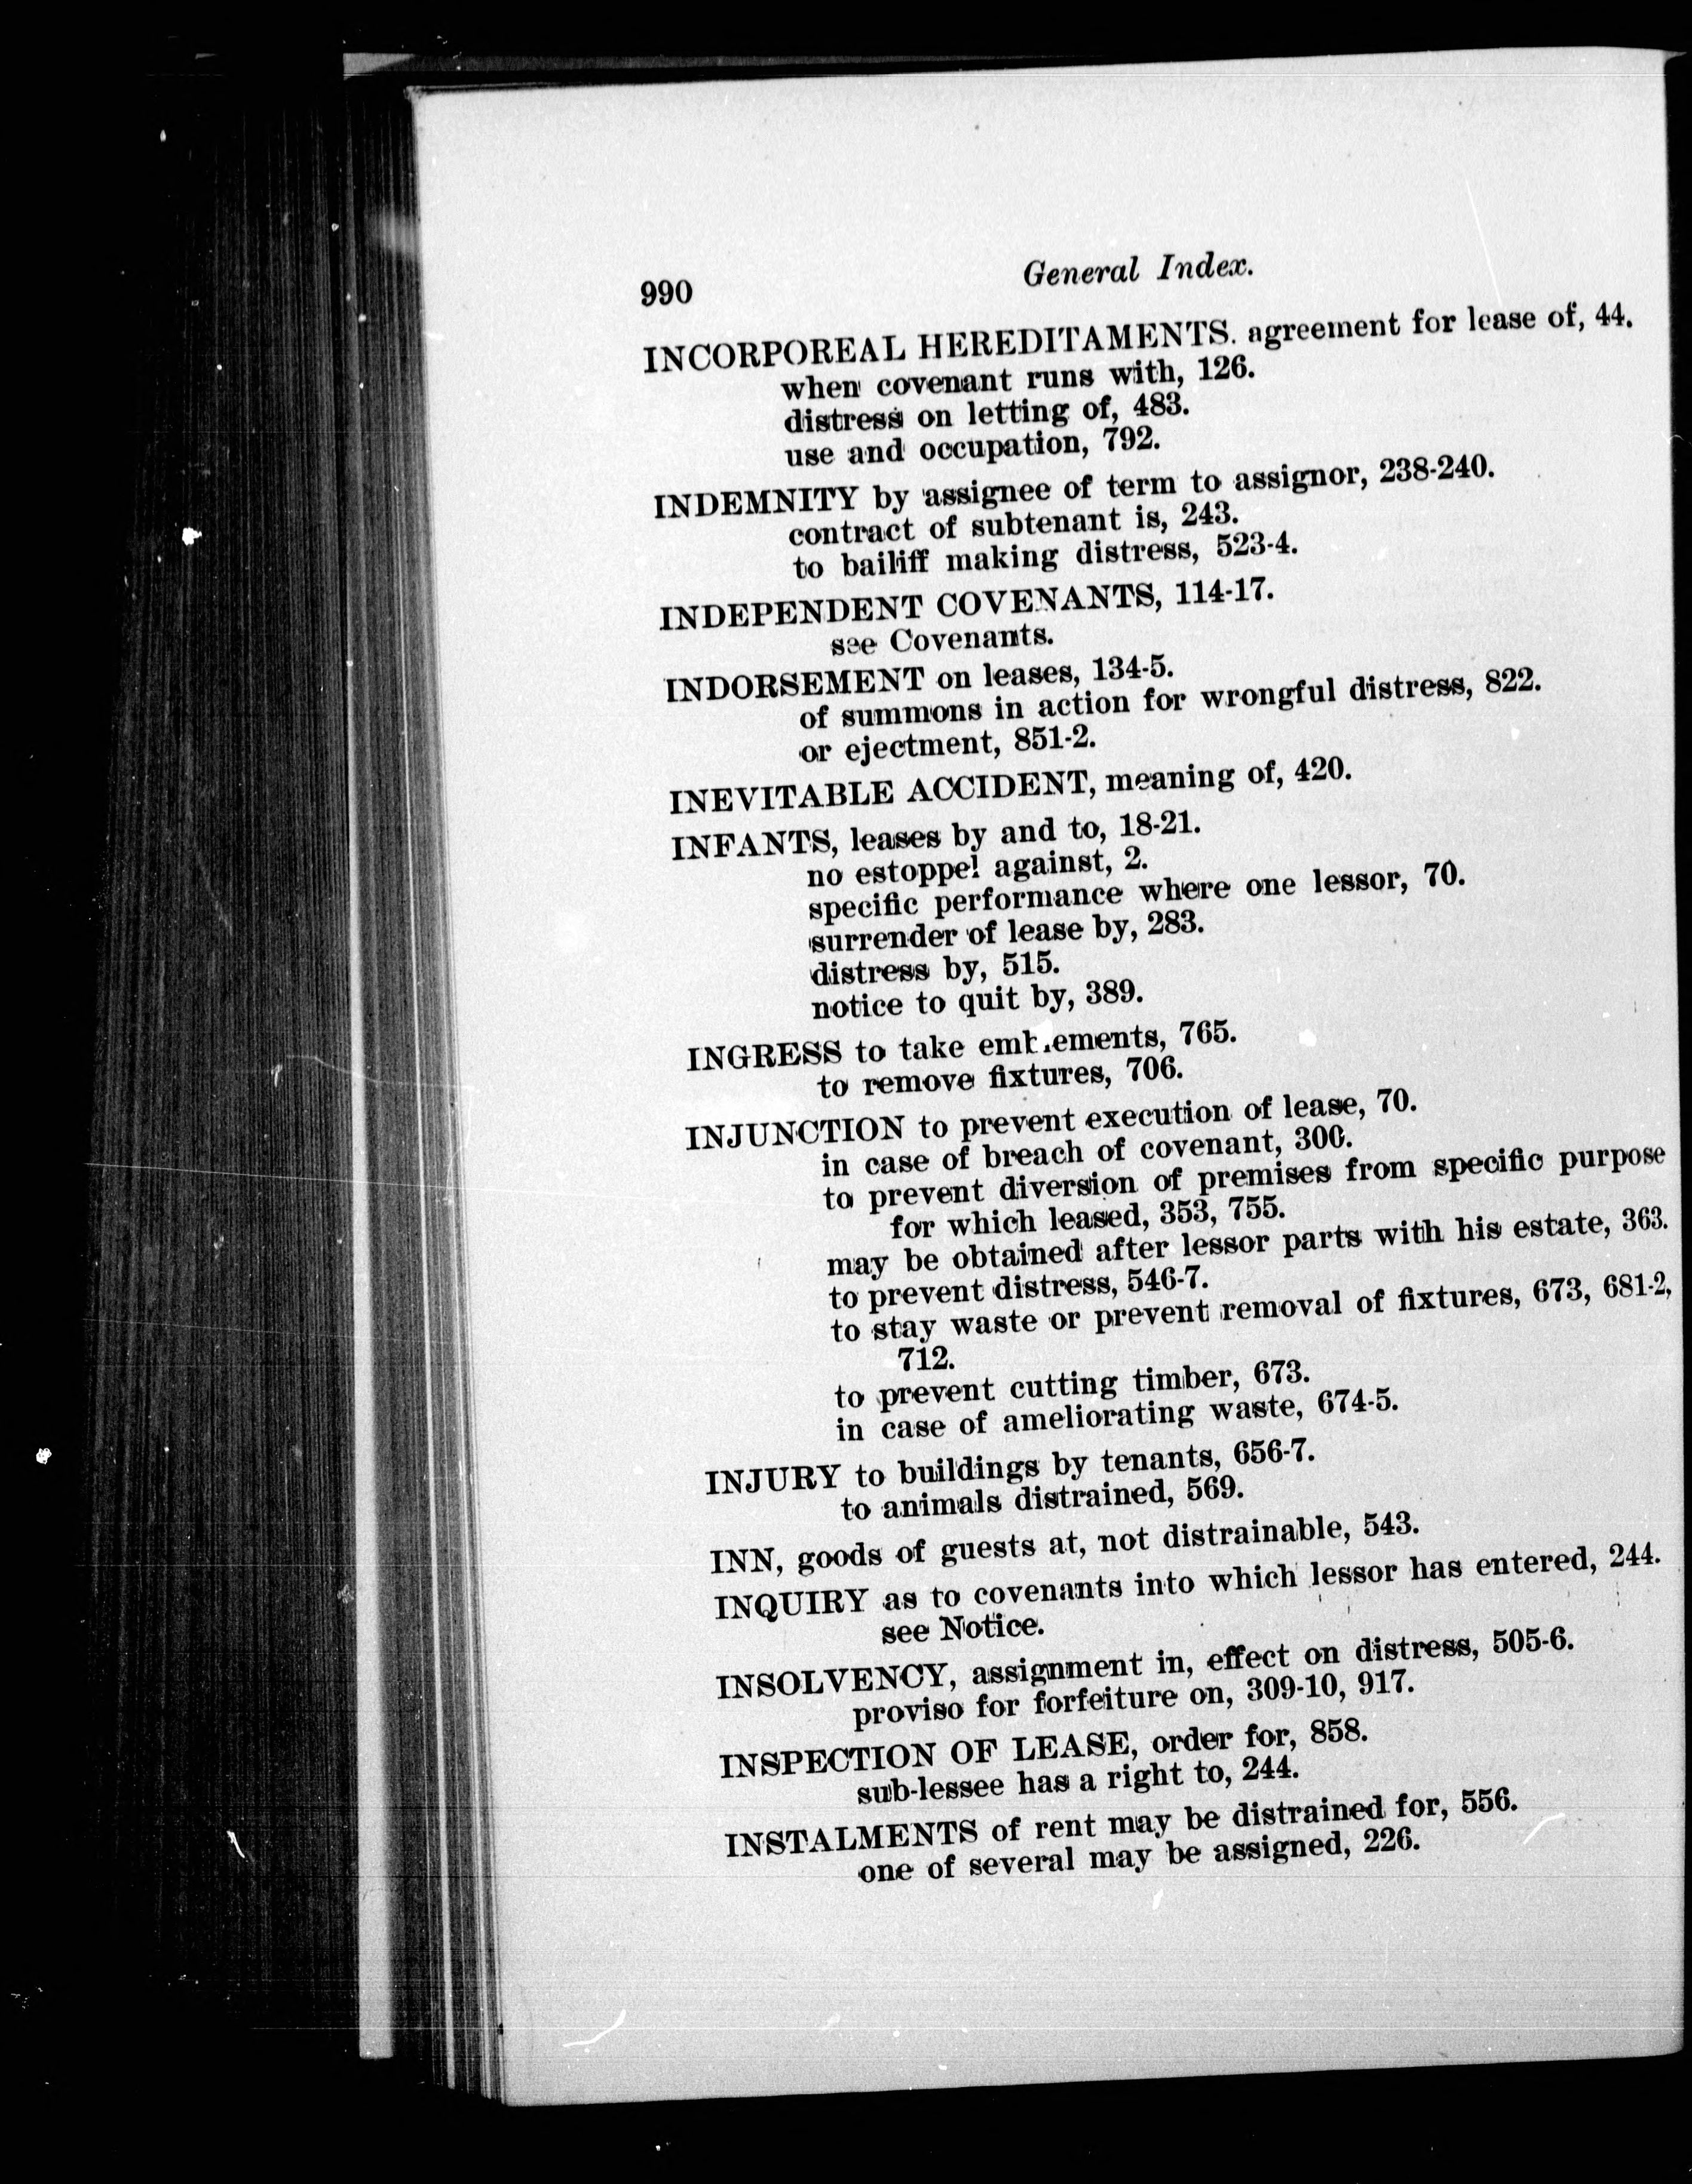 990
General Index.
INCORPOREAL HEREDITAMENTS. agreement for lease of, 44.
when covenant runs with, 126.
distress on letting of, 483.
use and occupation, 792.
INDEMNITY by assignee of term to assignor, 238-240.
contract of subtenant is, 243.
to bailiff making distress, 523-4.
INDEPENDENT COVENANTS, 114-17.
see Covenants.
INDORSEMENT on leases, 134-5.
of summons in action for wrongful distress, 822.
or ejectment, 851-2.
INEVITABLE ACCIDENT, meaning of, 420.
INFANTS, leases by and to, 18-21.
no estoppel against, 2.
specific performance where one lessor, 70.
surrender of lease by, 283.
distress by, 515.
notice to quit by, 389.
INGRESS to take emblements, 765.
to remove fixtures, 706.
INJUNCTION to prevent execution of lease, 70.
in case of breach of covenant, 300.
to prevent diversion of premises from specific purpose
for which leased, 353, 755.
may be obtained after lessor parts with his estate, 363.
to prevent distress, 546-7.
to stay waste or prevent removal of fixtures, 673, 681-2,
712.
to prevent cutting timber, 673.
in case of ameliorating waste, 674-5.
INJURY to buildings by tenants, 656-7.
to animals distrained, 569.
INN, goods of guests at, not distrainable, 543.
INQUIRY as to covenants into which lessor has entered, 244.
see Notice.
INSOLVENCY, assignment in, effect on distress, 505-6.
proviso for forfeiture on, 309-10, 917.
INSPECTION OF LEASE, order for, 858.
sub-lessee has a right to, 244.
INSTALMENTS of rent may be distrained for, 556.
one of several may be assigned, 226.